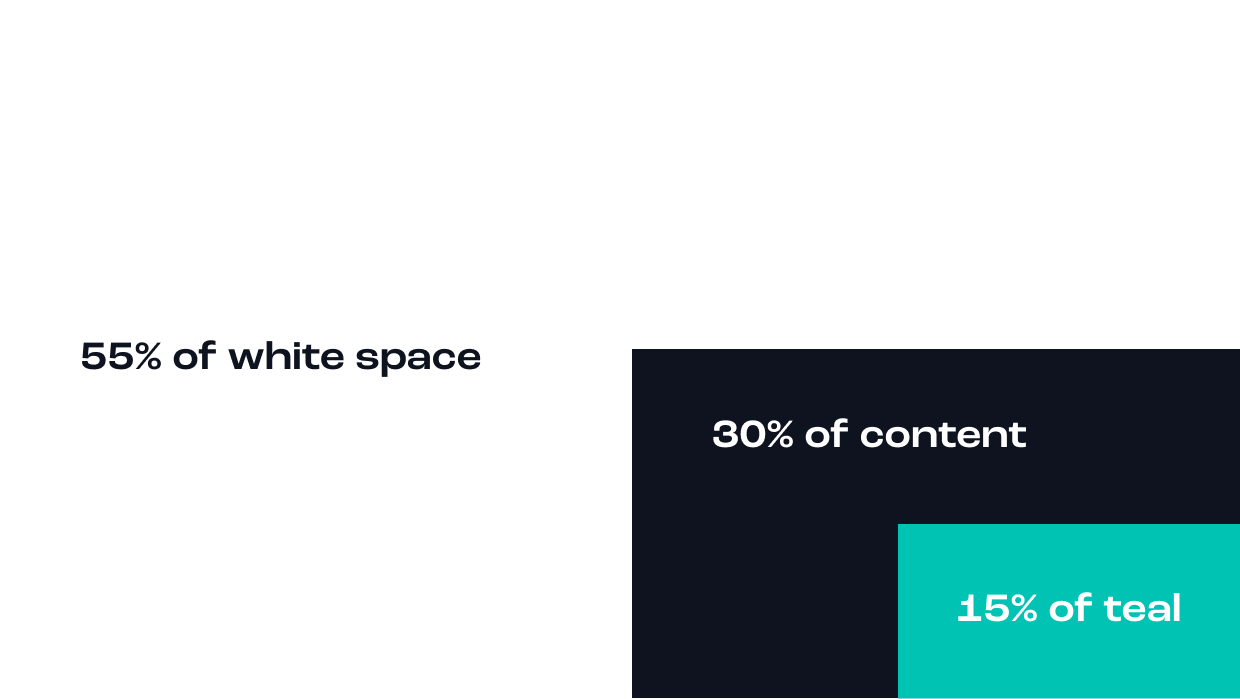 55% of white space
30% of content
15% of teal